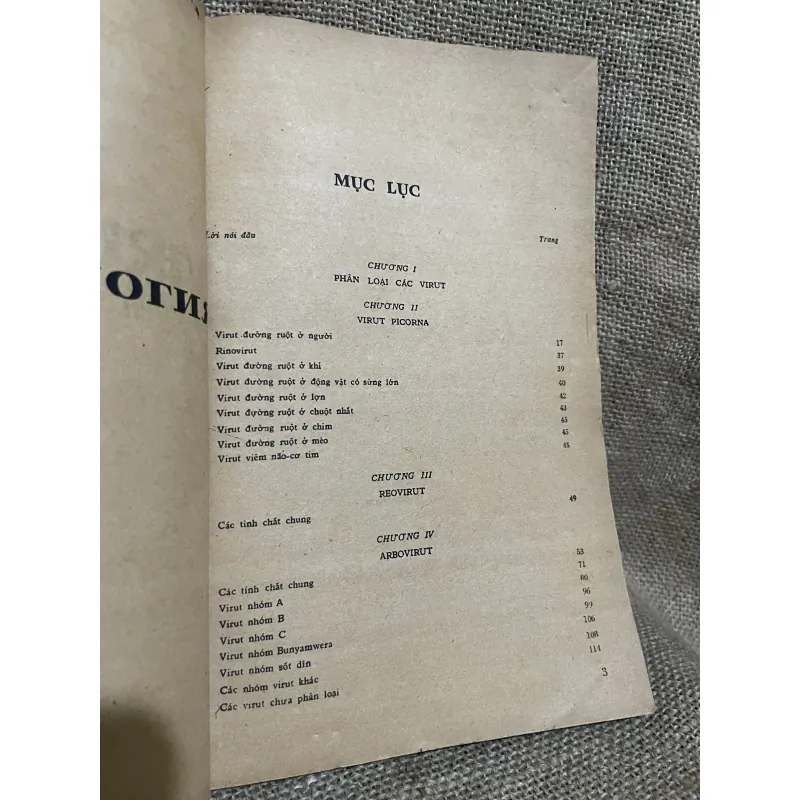 ОГИЯ
MỤC LỤC
Lời nói đầu Trang
CHƯƠNG I
PHÂN LOẠI CÁC VIRUT
CHƯƠNG II
VIRUT PICORNA
Virut đường ruột ở người 17
Rinovirut 37
Virut đường ruột ở khỉ 39
Virut đường ruột ở động vật có sừng lớn 40
Virut đường ruột ở lợn 42
Virut đường ruột ở chuột nhắt 43
Virut đường ruột ở chim 45
Virut đường ruột ở mèo 45
Virut viêm não-cơ tim 46
CHƯƠNG III
REOVIRUT
Các tính chất chung 49
CHƯƠNG IV
ARBOVIRUT
Các tính chất chung 53
Virut nhóm A 71
Virut nhóm B 80
Virut nhóm C 96
Virut nhóm Bunyamwera 99
Virut nhóm sốt dĩn 106
Các nhóm virut khác 108
Các virut chưa phân loại 114
3